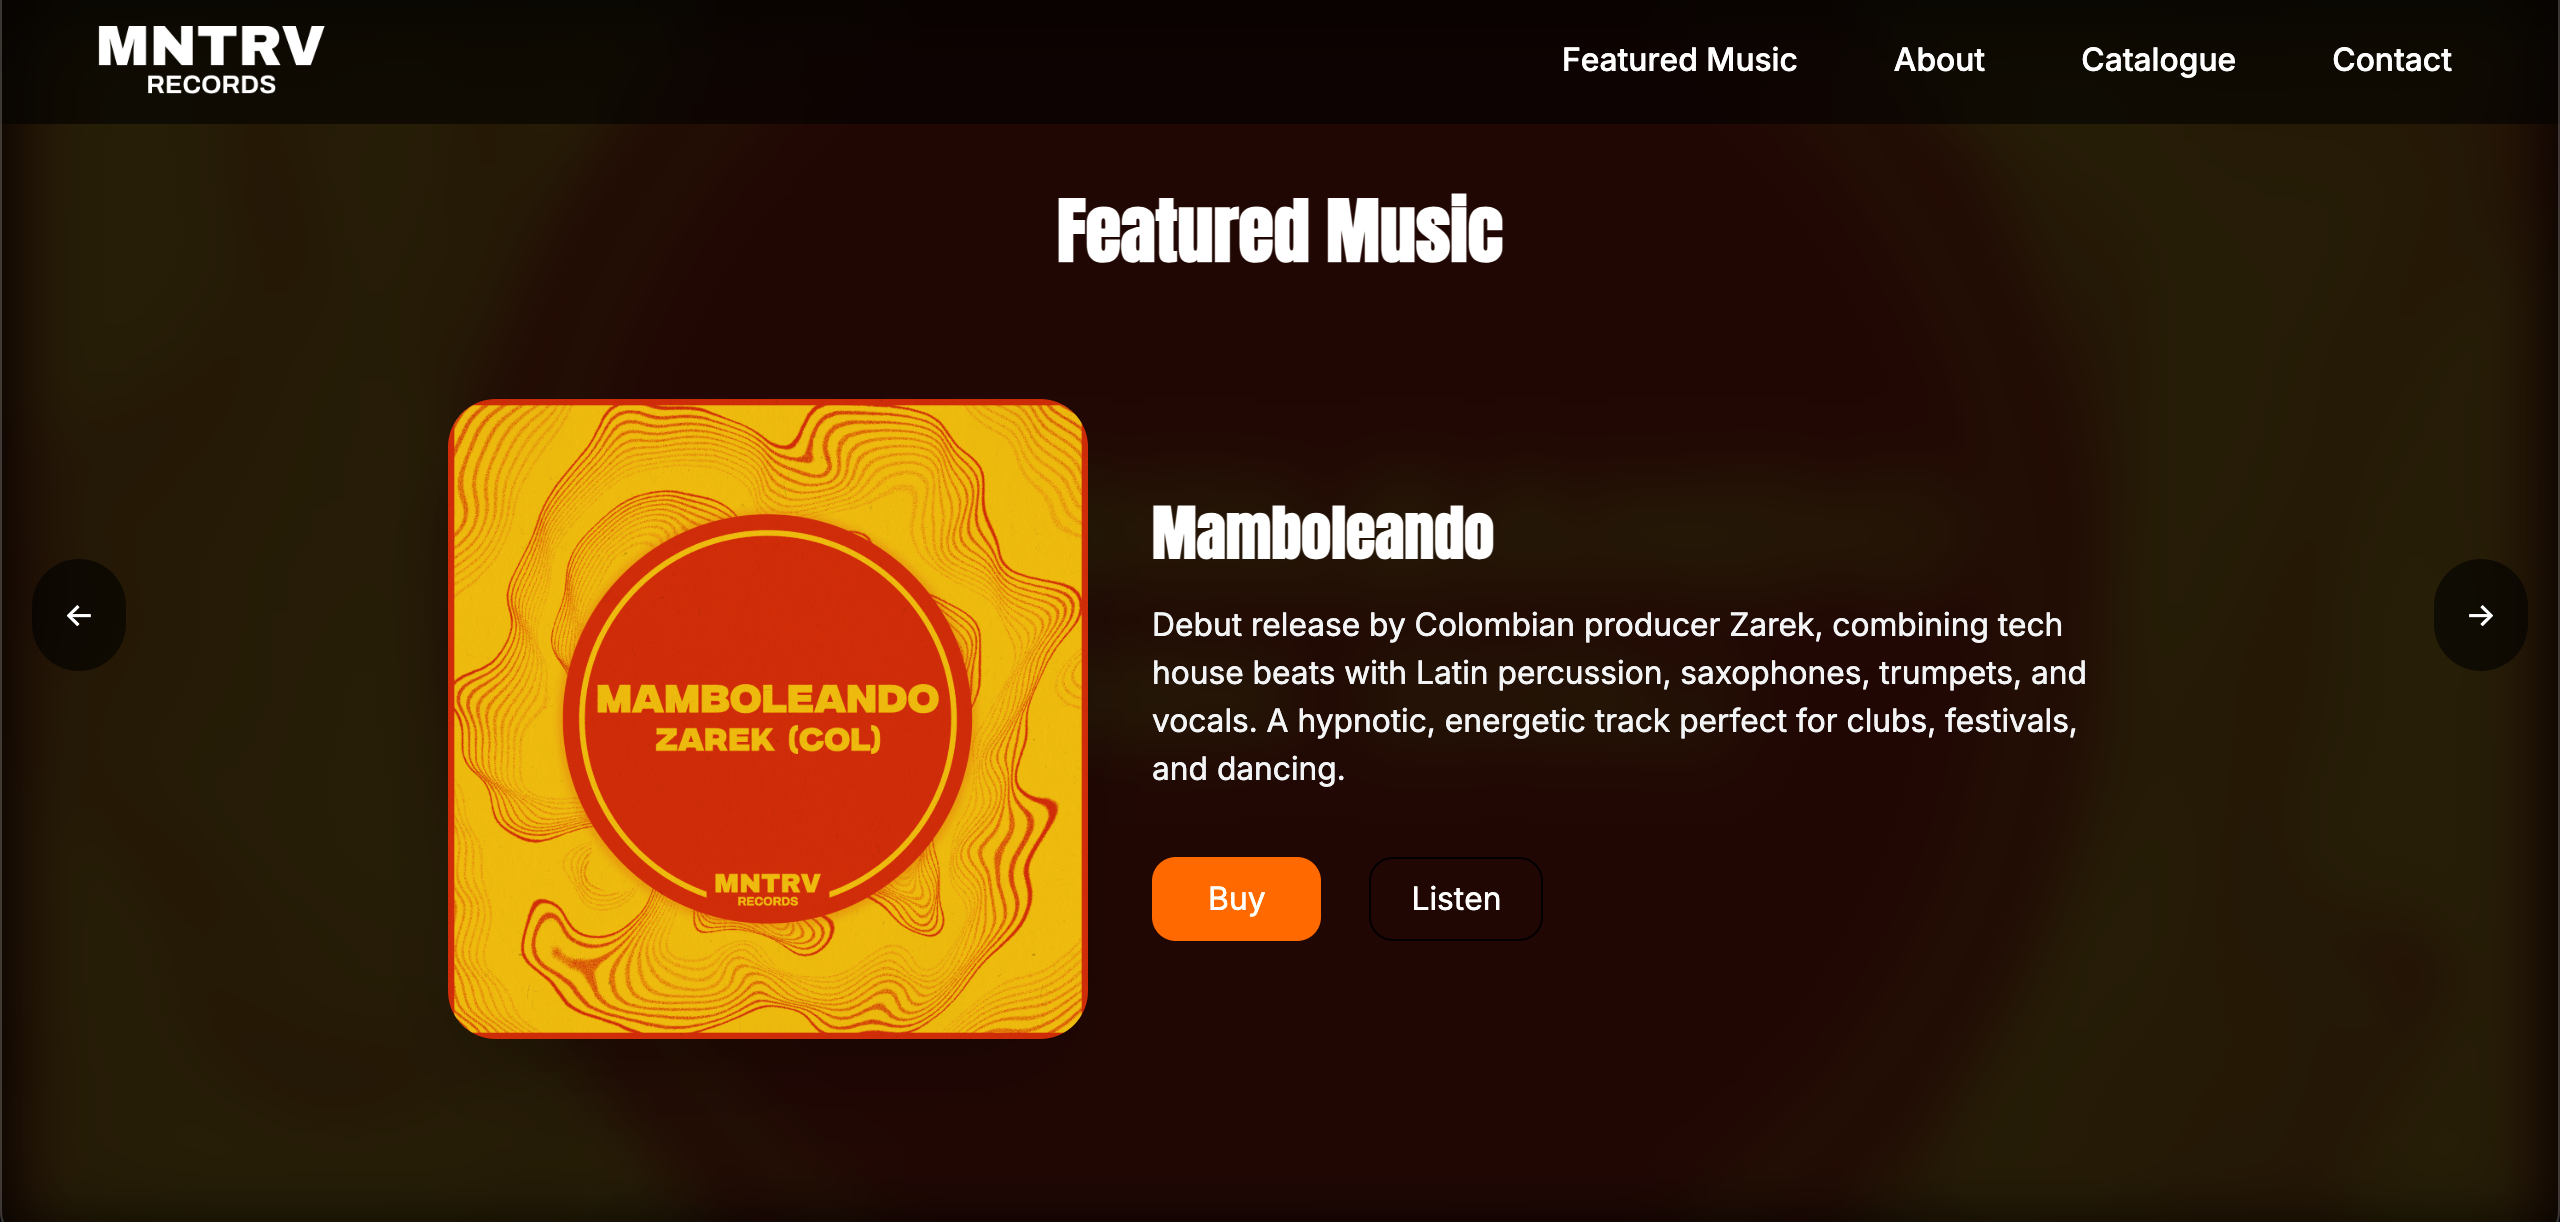 MNTRV
RECORDS
Featured Music
About
Catalogue
Contact
Featured Music
MAMBOLEANDO
ZAREK (COL)
MNTRV
RECORDS
Mamboleando
Debut release by Colombian producer Zarek, combining tech
house beats with Latin percussion, saxophones, trumpets, and
vocals. A hypnotic, energetic track perfect for clubs, festivals,
and dancing.
Buy
Listen